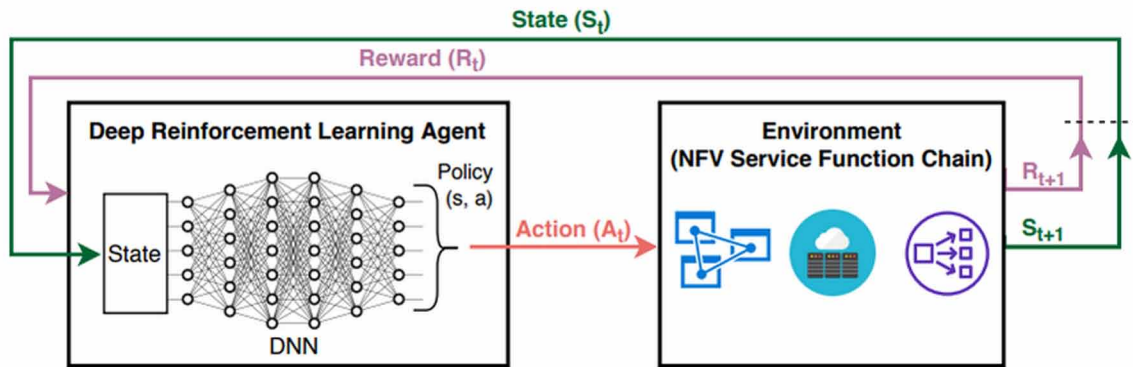 State (St)
Reward (Rt)
Deep Reinforcement Learning Agent
Policy
(s, a)
State
DNN
Action (At)
Environment
(NFV Service Function Chain)
Rt+1
St+1